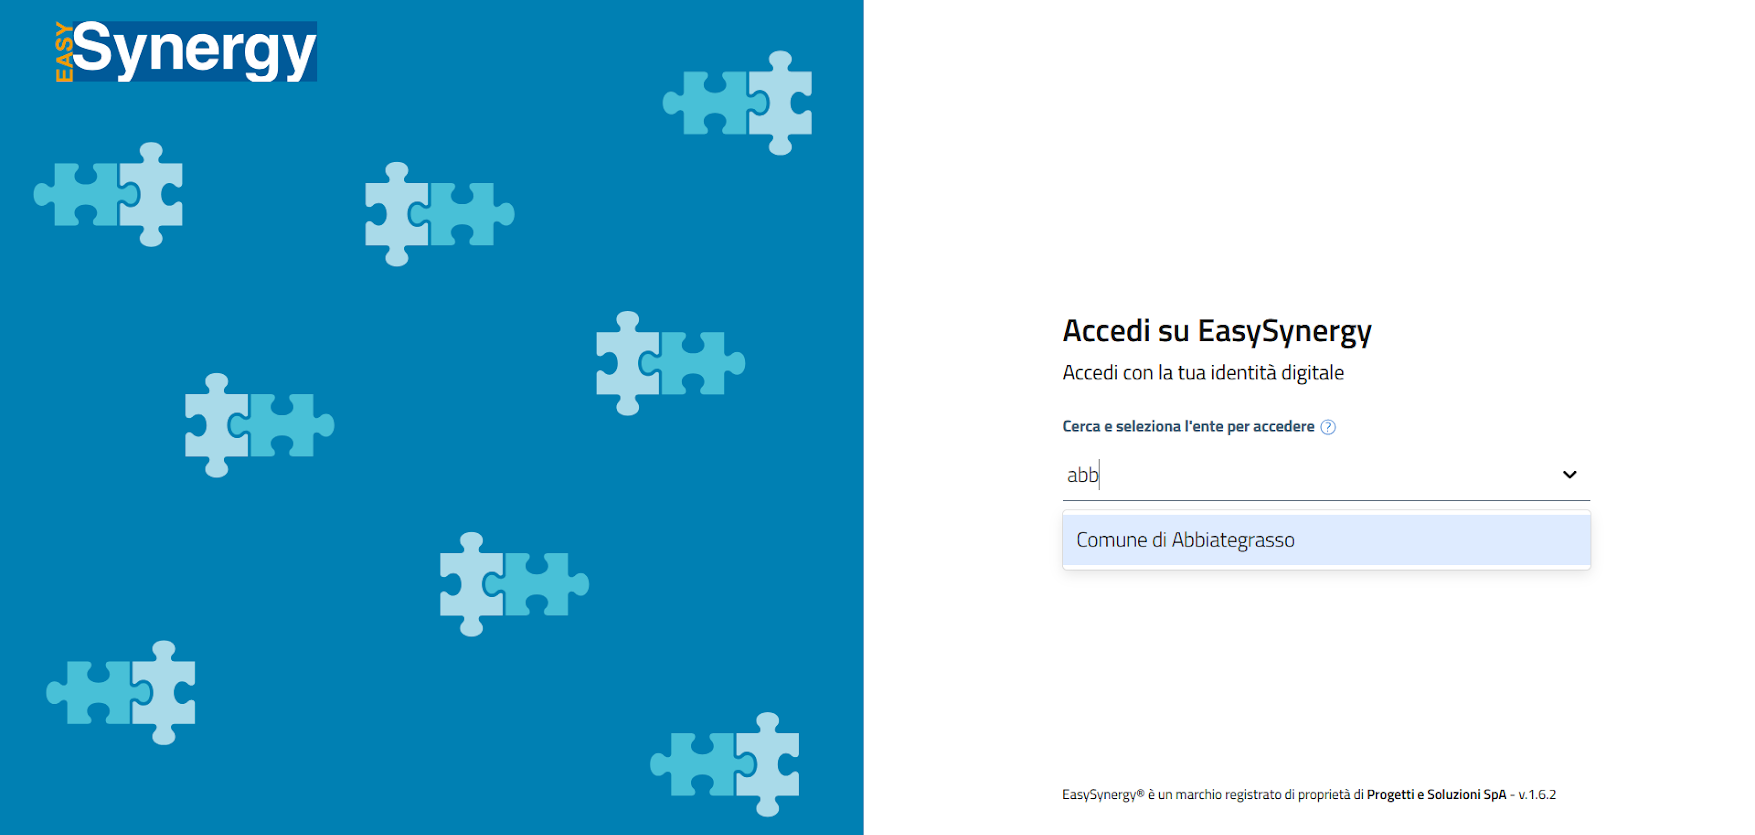 EASY Synergy
Accedi su EasySynergy
Accedi con la tua identità digitale
Cerca e seleziona l'ente per accedere ?
abb
Comune di Abbiategrasso
EasySynergy® è un marchio registrato di proprietà di Progetti e Soluzioni SpA - v.1.6.2